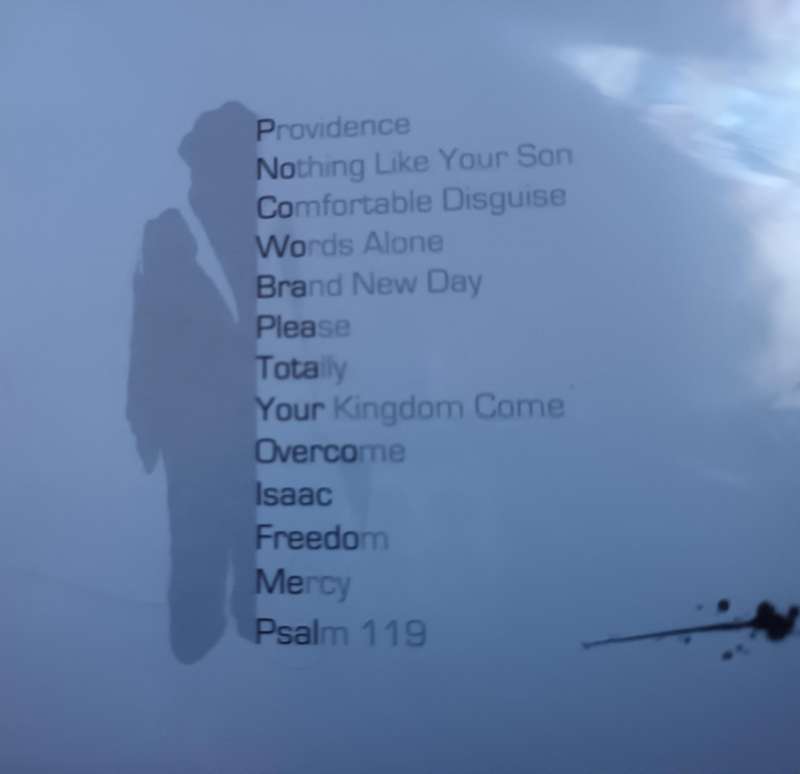 Providence
Nothing Like Your Son
Comfortable Disguise
Words Alone
Brand New Day
Please
Totally
Your Kingdom Come
Overcome
Isaac
Freedom
Mercy
Psalm 119